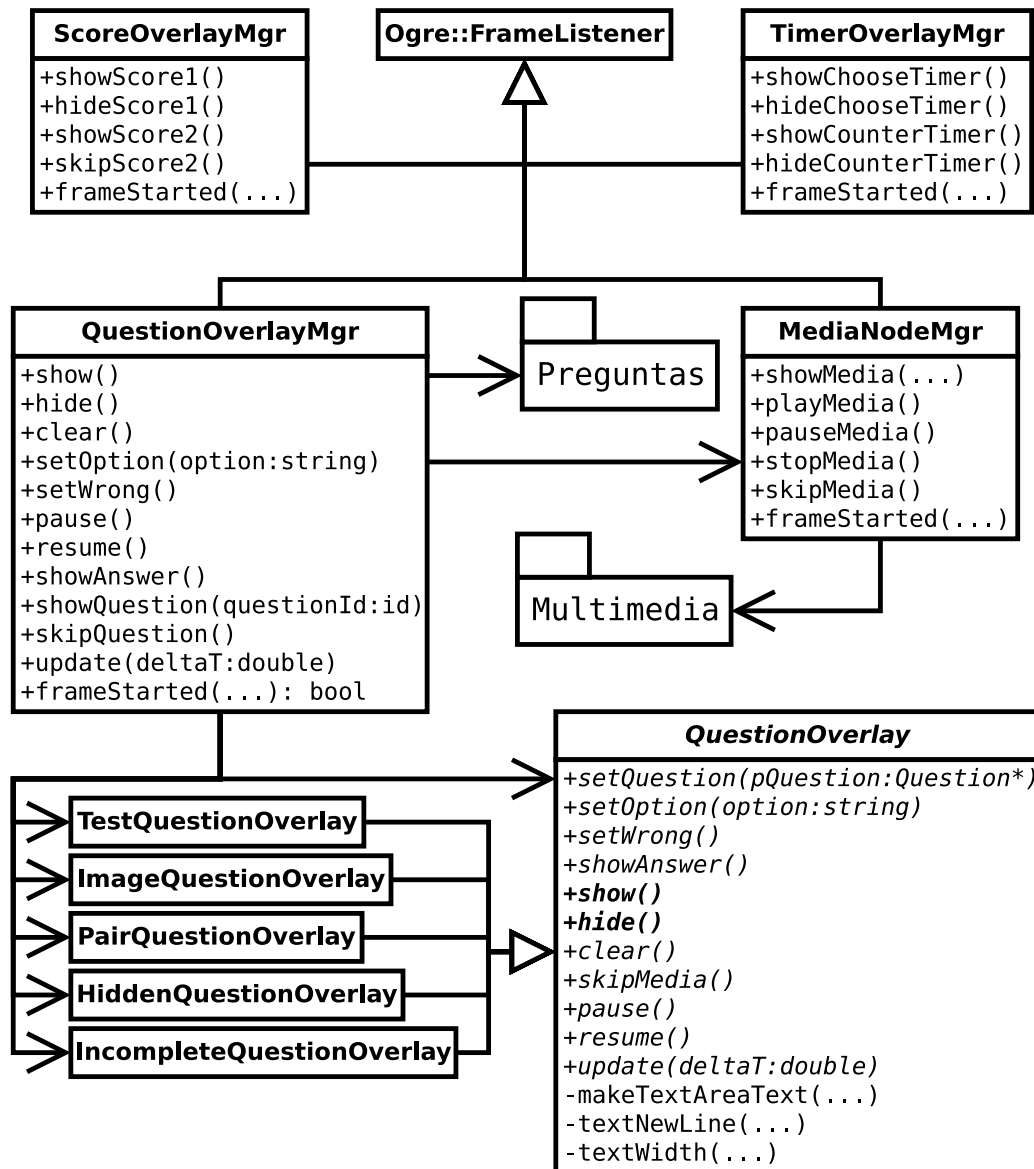 ScoreOverlayMgr
+showScore1()
+hideScore1()
+showScore2()
+skipScore2()
+frameStarted(...)
Ogre::FrameListener
TimerOverlayMgr
+showChooseTimer()
+hideChooseTimer()
+showCounterTimer()
+hideCounterTimer()
+frameStarted(...)
QuestionOverlayMgr
+show()
+hide()
+clear()
+setOption(option:string)
+setWrong()
+pause()
+resume()
+showAnswer()
+showQuestion(questionId:id)
+skipQuestion()
+update(deltaT:double)
+frameStarted(...): bool
Preguntas
MediaNodeMgr
+showMedia(...)
+playMedia()
+pauseMedia()
+stopMedia()
+skipMedia()
+frameStarted(...)
Multimedia
TestQuestionOverlay
ImageQuestionOverlay
PairQuestionOverlay
HiddenQuestionOverlay
IncompleteQuestionOverlay
QuestionOverlay
+setQuestion(pQuestion:Question*)
+setOption(option:string)
+setWrong()
+showAnswer()
+show()
+hide()
+clear()
+skipMedia()
+pause()
+resume()
+update(deltaT:double)
-makeTextAreaText(...)
-textNewLine(...)
-textWidth(...)